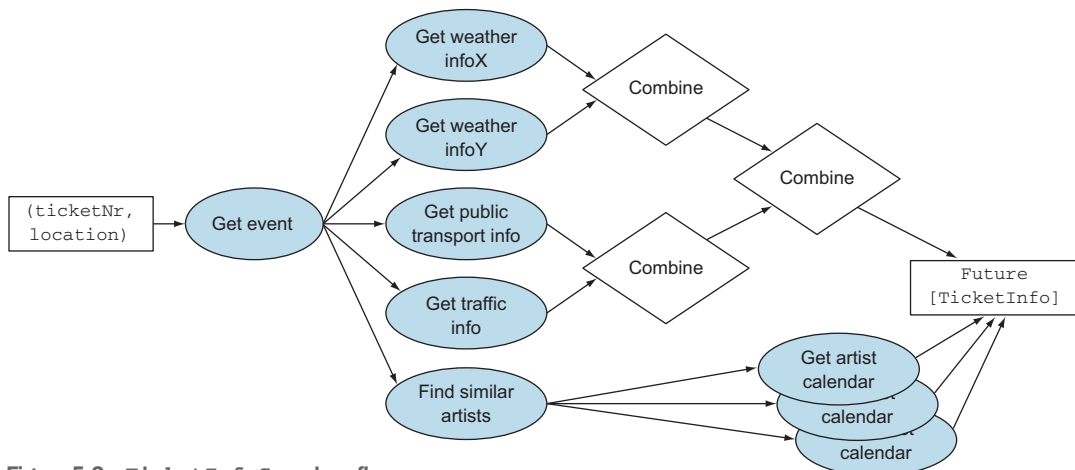 Get weather
infoX
Combine
Get weather
infoY
Combine
(ticketNr,
location)
Get event
Get public
transport info
Combine
Future
[TicketInfo]
Get traffic
info
Get artist
calendar
Find similar
artists
calendar
calendar